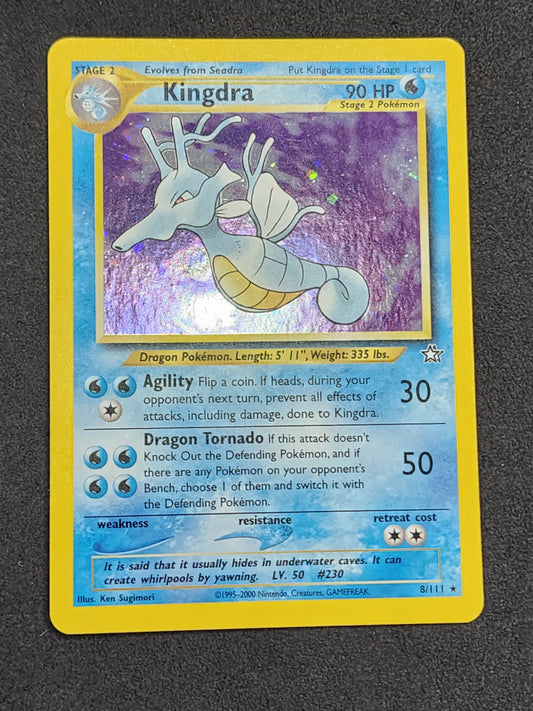 STAGE 2 Evolves from Seadra Put Kingdra on the Stage 1 card
Kingdra 90 HP
Stage 2 Pokémon
Dragon Pokémon. Length: 5' 11", Weight: 335 lbs.
Agility Flip a coin. If heads, during your
opponent's next turn, prevent all effects of
attacks, including damage, done to Kingdra.
30
Dragon Tornado If this attack doesn't
Knock Out the Defending Pokémon, and if
there are any Pokémon on your opponent's
Bench, choose 1 of them and switch it with
the Defending Pokémon.
50
weakness resistance retreat cost
It is said that it usually hides in underwater caves. It can
create whirlpools by yawning. LV. 50 #230
Illus. Ken Sugimori ©1995-2000 Nintendo, Creatures, GAMEFREAK. 8/111 ★